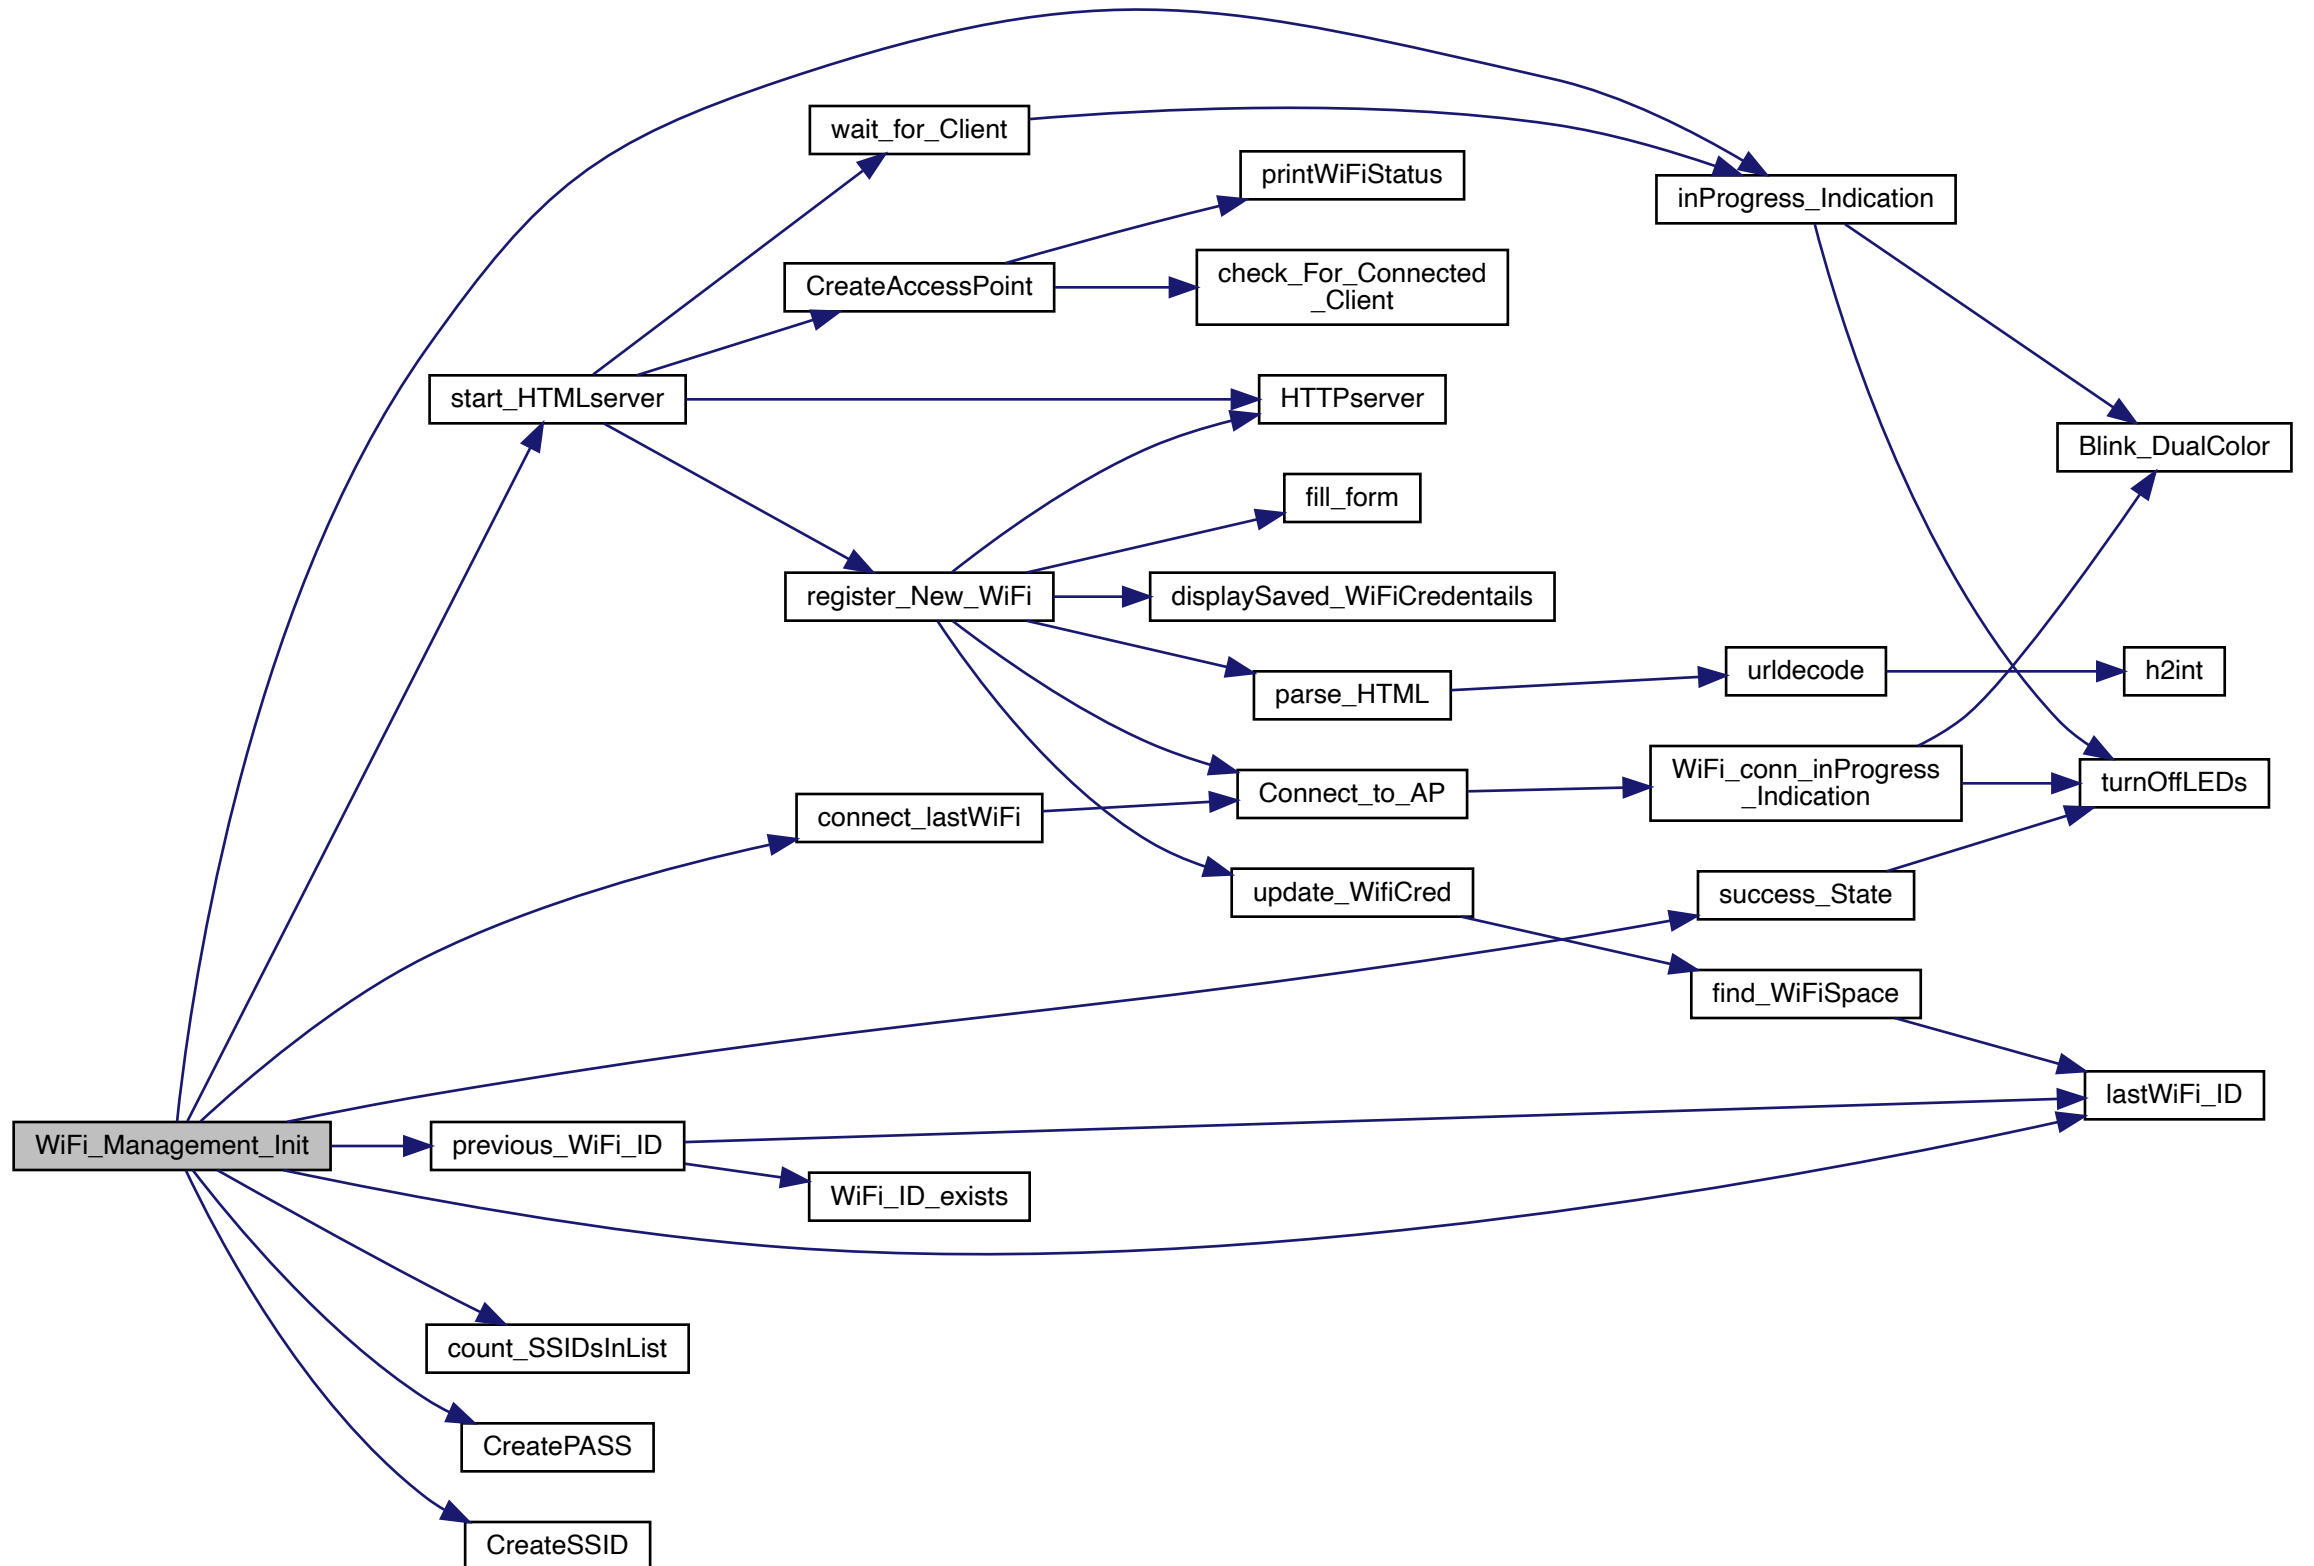 wait_for_Client
printWiFiStatus
inProgress_Indication
check_For_Connected
_Client
CreateAccessPoint
start_HTMLserver
HTTPserver
Blink_DualColor
fill_form
register_New_WiFi
displaySaved_WiFiCredentails
urldecode
h2int
parse_HTML
WiFi_conn_inProgress
_Indication
turnOffLEDs
Connect_to_AP
connect_lastWiFi
update_WifiCred
success_State
find_WiFiSpace
lastWiFi_ID
WiFi_Management_Init
previous_WiFi_ID
WiFi_ID_exists
count_SSIDsInList
CreatePASS
CreateSSID